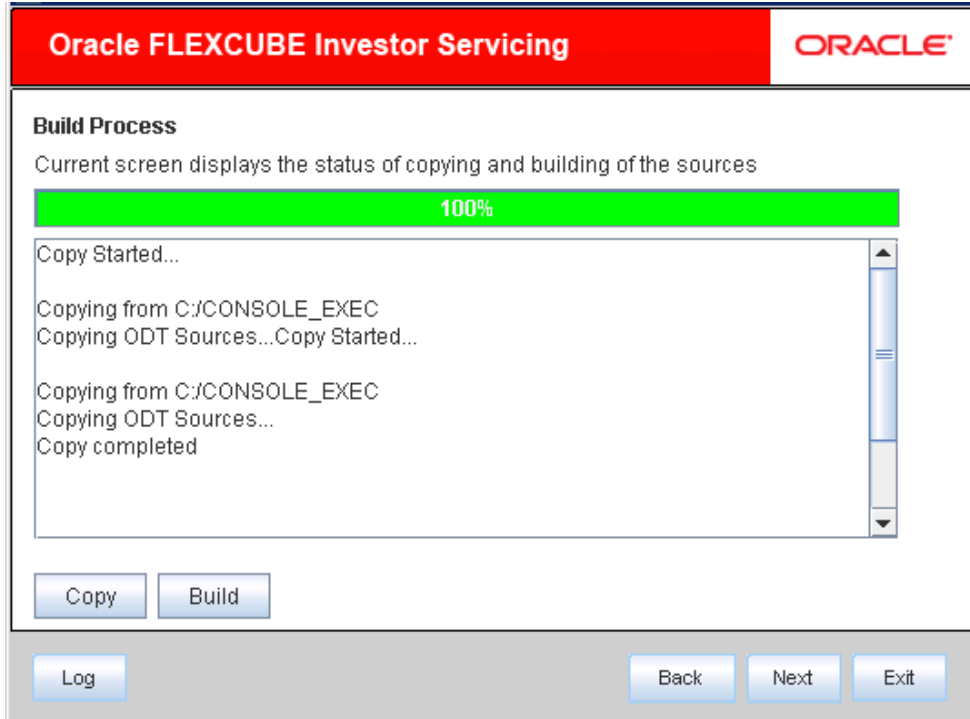 Oracle FLEXCUBE Investor Servicing
ORACLE
Build Process
Current screen displays the status of copying and building of the sources
100%
Copy Started...
Copying from C:/CONSOLE_EXEC
Copying ODT Sources...Copy Started...
Copying from C:/CONSOLE_EXEC
Copying ODT Sources...
Copy completed
Copy Build
Log Back Next Exit